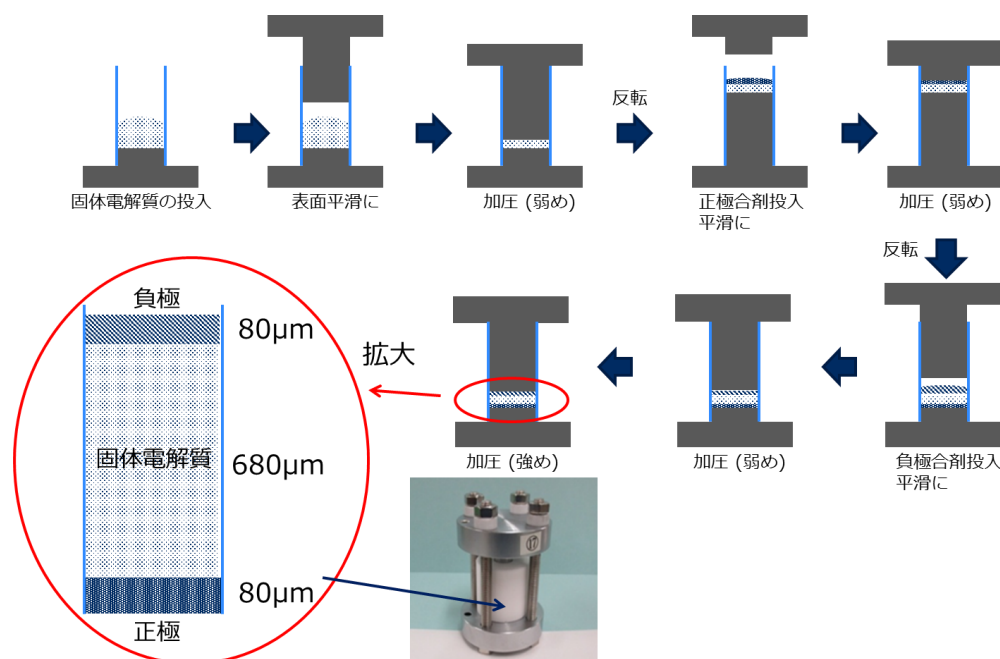 固体電解質の投入
表面平滑に
加圧 (弱め)
反転
正極合剤投入
平滑に
加圧 (弱め)
反転
負極合剤投入
平滑に
加圧 (弱め)
加圧 (強め)
拡大
負極
80μm
固体電解質
680μm
80μm
正極
⑰